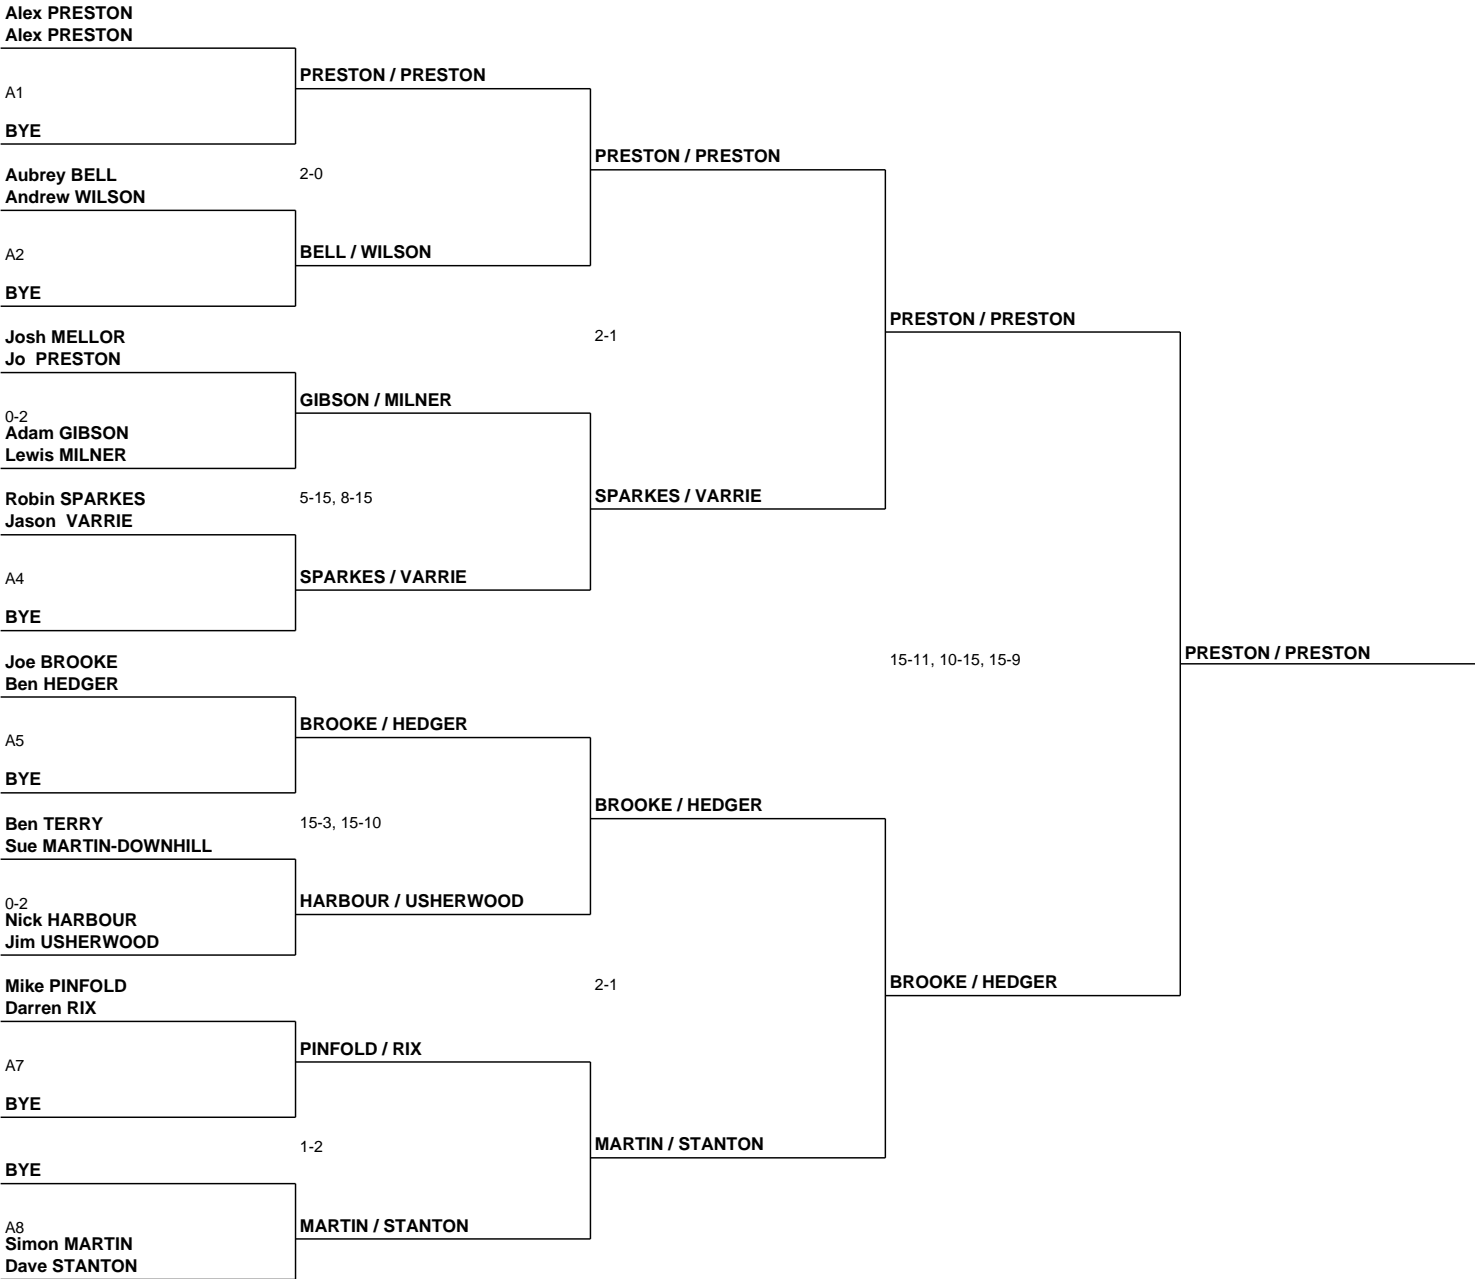 Alex PRESTON
Alex PRESTON
PRESTON / PRESTON
A1
BYE
PRESTON / PRESTON
Aubrey BELL
2-0
Andrew WILSON
BELL / WILSON
A2
BYE
PRESTON / PRESTON
Josh MELLOR
2-1
Jo  PRESTON
GIBSON / MILNER
0-2
Adam GIBSON
Lewis MILNER
Robin SPARKES
5-15, 8-15
SPARKES / VARRIE
Jason  VARRIE
A4
SPARKES / VARRIE
BYE
Joe BROOKE
15-11, 10-15, 15-9
PRESTON / PRESTON
Ben HEDGER
BROOKE / HEDGER
A5
BYE
BROOKE / HEDGER
Ben TERRY
15-3, 15-10
Sue MARTIN-DOWNHILL
0-2
HARBOUR / USHERWOOD
Nick HARBOUR
Jim USHERWOOD
Mike PINFOLD
2-1
BROOKE / HEDGER
Darren RIX
PINFOLD / RIX
A7
BYE
1-2
MARTIN / STANTON
BYE
A8
MARTIN / STANTON
Simon MARTIN
Dave STANTON